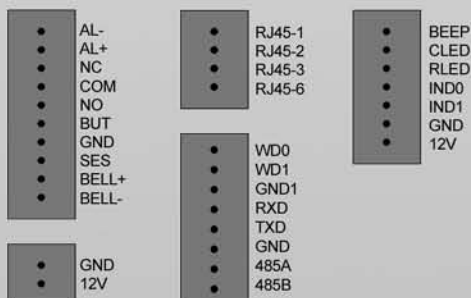 AL-
AL+
NC
COM
NO
BUT
GND
SES
BELL+
BELL-
GND
12V
RJ45-1
RJ45-2
RJ45-3
RJ45-6
WD0
WD1
GND1
RXD
TXD
GND
485A
485B
BEEP
CLED
RLED
IND0
IND1
GND
12V